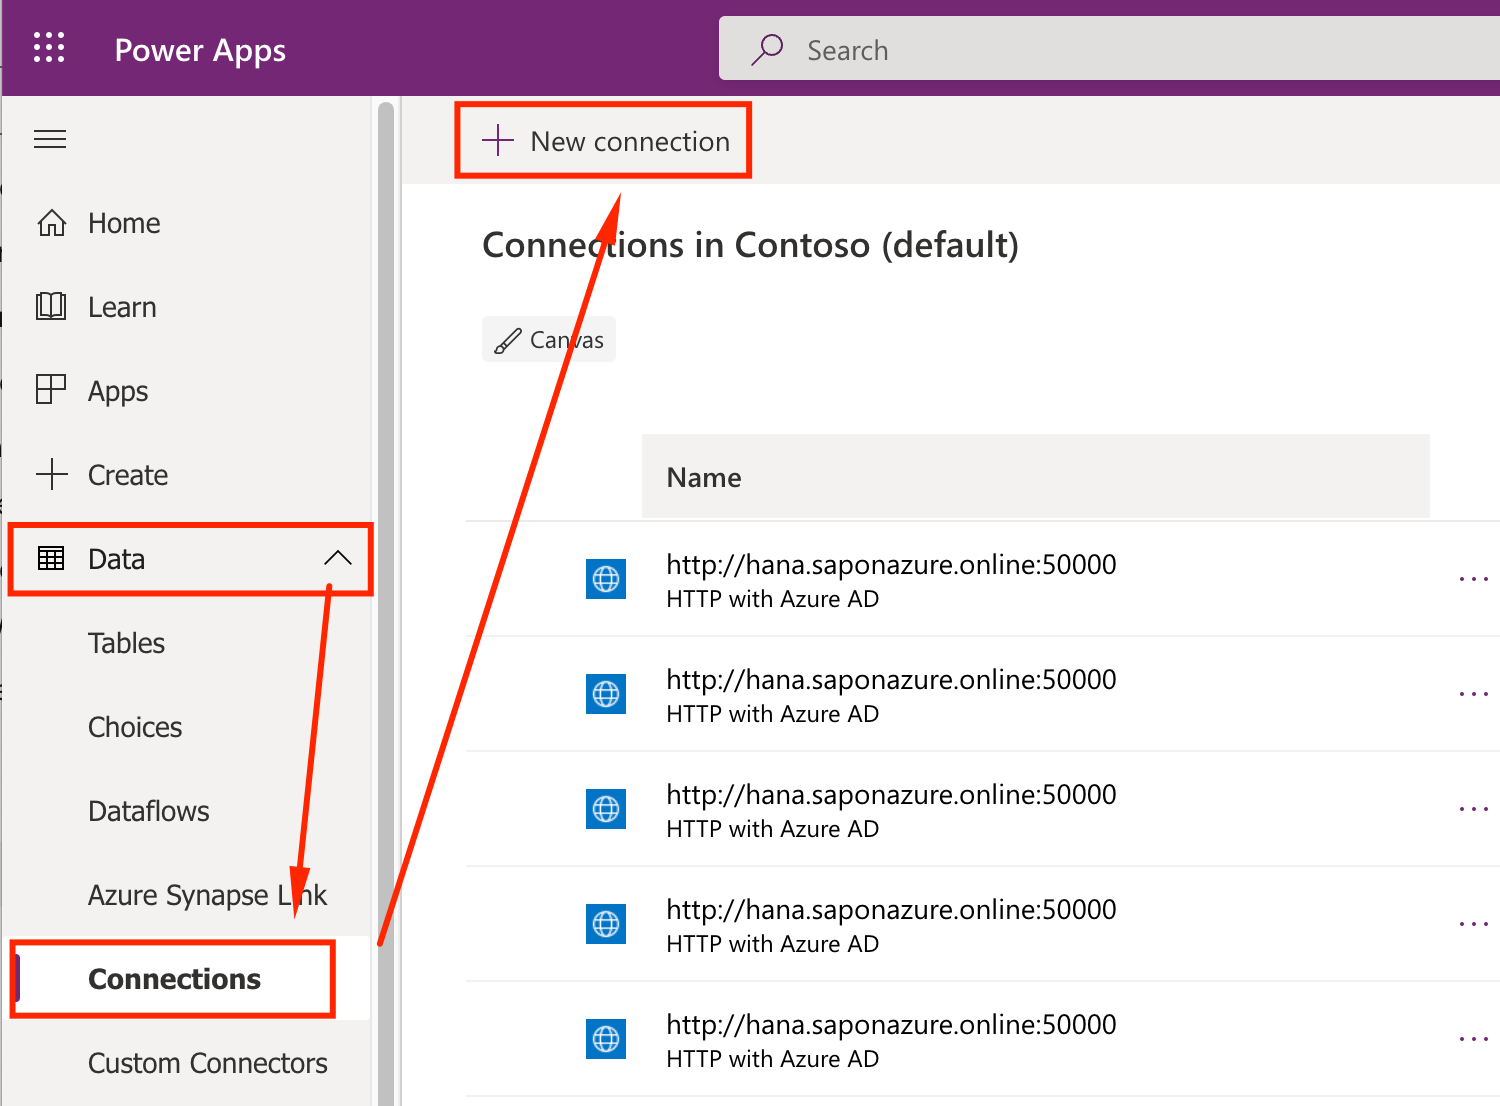 Power Apps
Search
New connection
Home
Learn
Apps
Create
Data
Tables
Choices
Dataflows
Azure Synapse Link
Connections
Custom Connectors
Connections in Contoso (default)
Canvas
Name
http://hana.saponazure.online:50000
HTTP with Azure AD
http://hana.saponazure.online:50000
HTTP with Azure AD
http://hana.saponazure.online:50000
HTTP with Azure AD
http://hana.saponazure.online:50000
HTTP with Azure AD
http://hana.saponazure.online:50000
HTTP with Azure AD